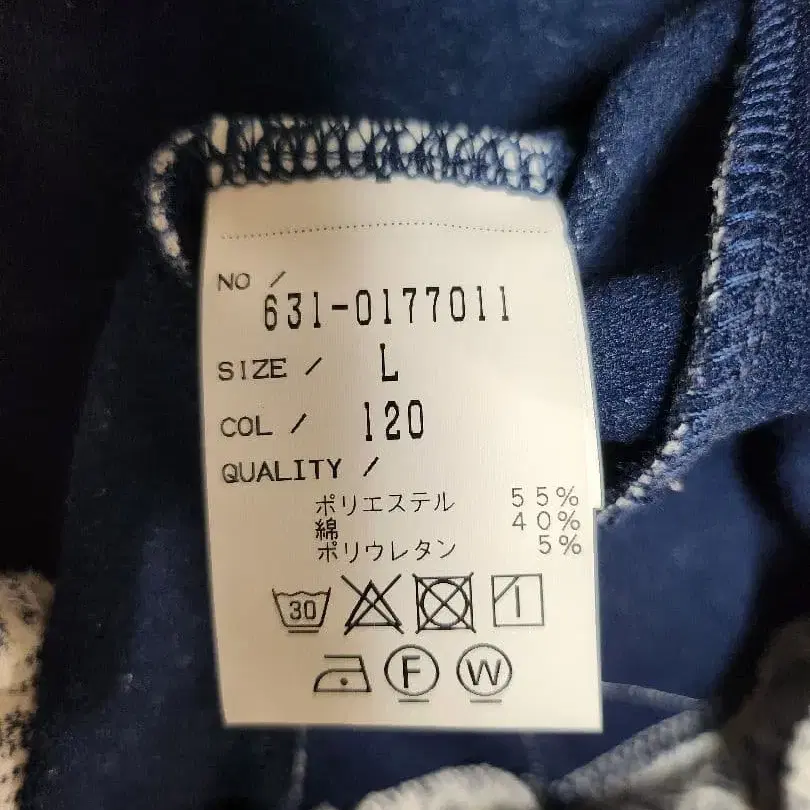 NO /
631-0177011
SIZE / L
COL / 120
QUALITY /
ポリエステル 55%
綿 40%
ポリウレタン 5%
30
F W